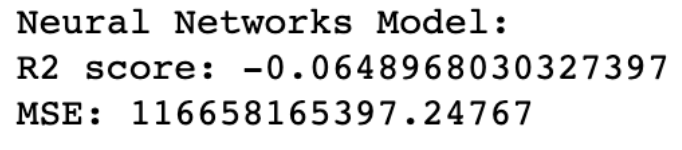 Neural Networks Model:
R2 score: -0.0648968030327397
MSE: 116658165397.24767